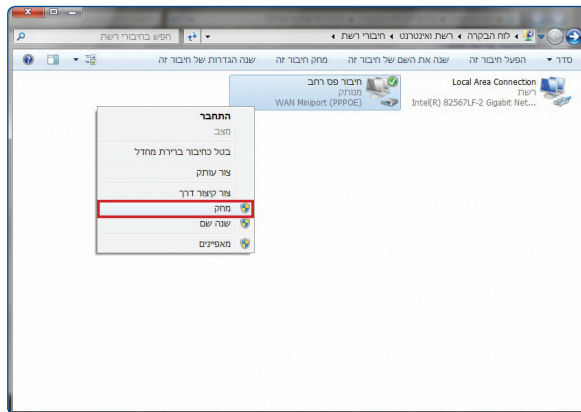 לוח הבקרה ◂ רשת ואינטרנט ◂ חיבורי רשת ◂
חפש בחיבורי רשת
סדר
הפעל חיבור זה
שנה את השם של חיבור זה
מחק חיבור זה
שנה הגדרות של חיבור זה
Local Area Connection
רשת
Intel(R) 82567LF-2 Gigabit Net...
חיבור פס רחב
מנותק
WAN Miniport (PPPOE)
התחבר
מצב
בטל כחיבור ברירת מחדל
צור עותק
צור קיצור דרך
מחק
שנה שם
מאפיינים